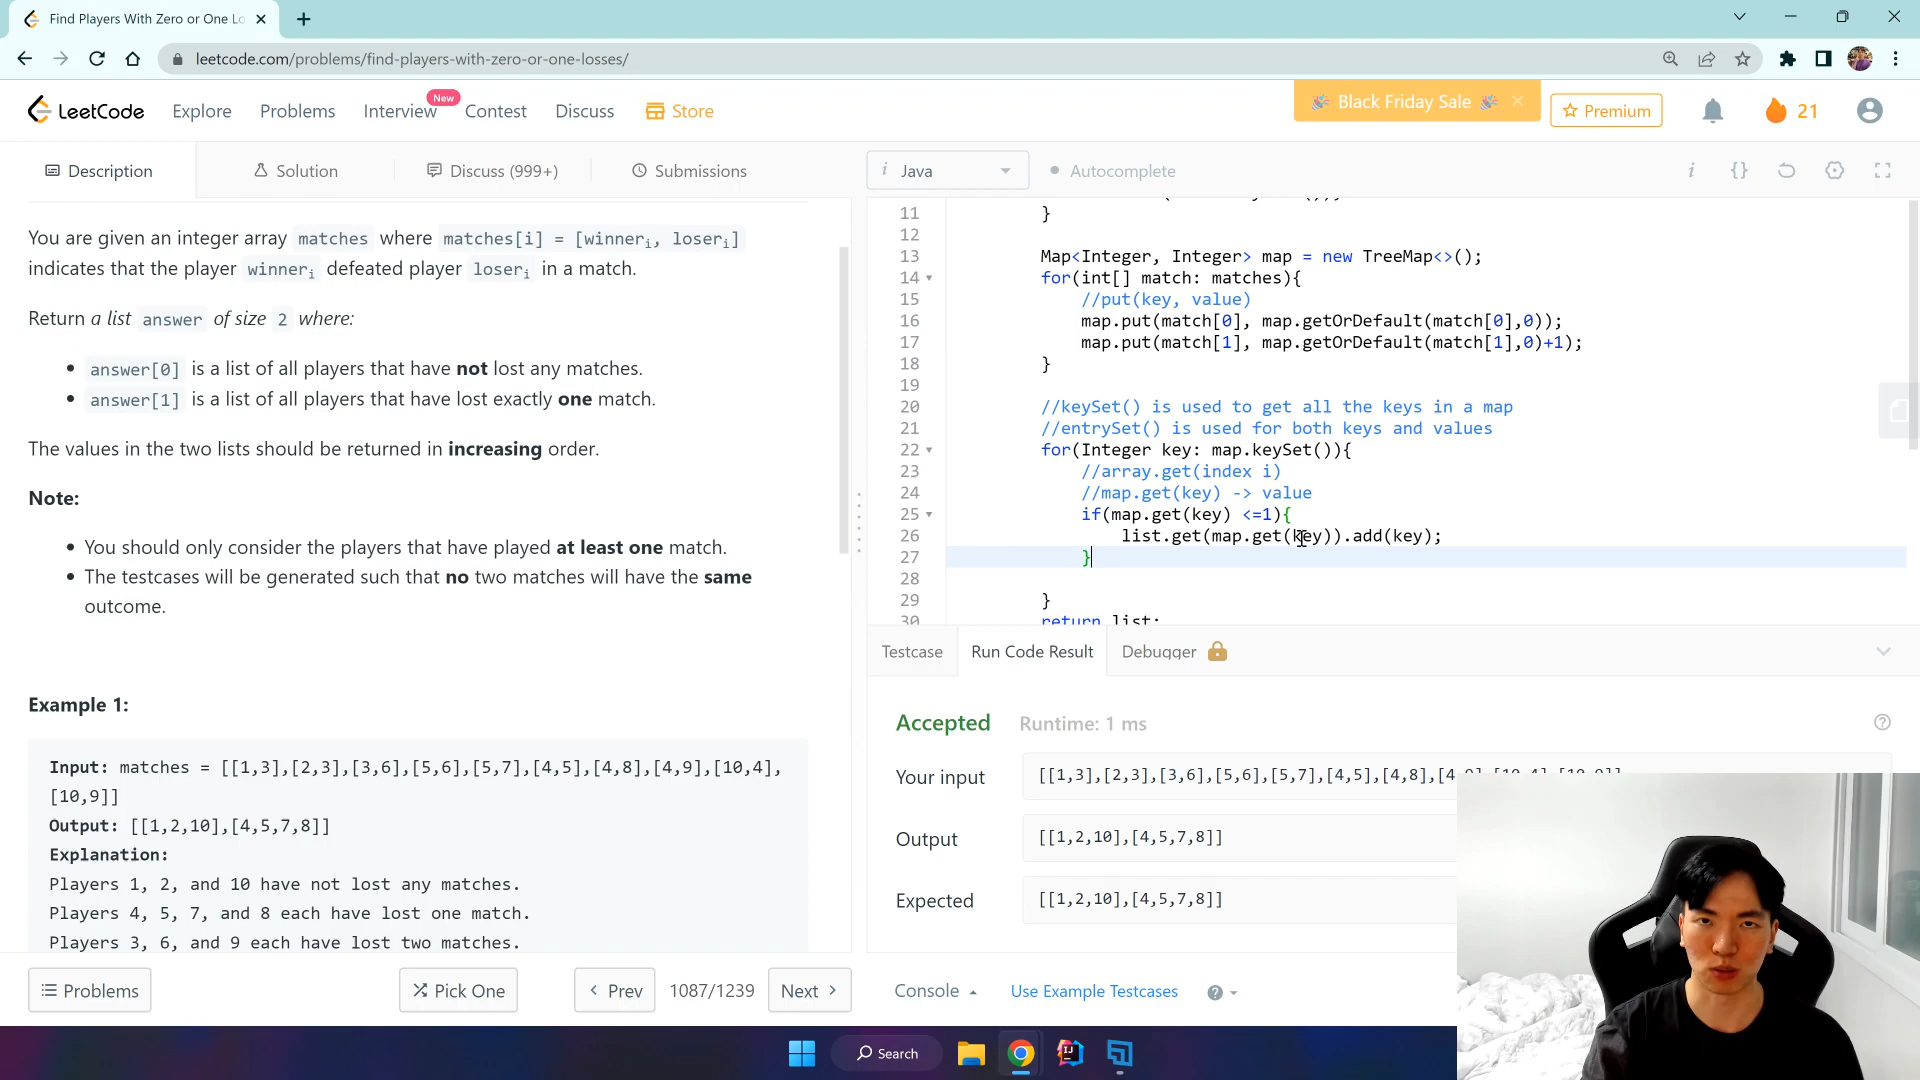 Find Players With Zero or One Lo
leetcode.com/problems/find-players-with-zero-or-one-losses/
LeetCode
Explore
Problems
Interview
New
Contest
Discuss
Store
Black Friday Sale
Premium
21
Description
Solution
Discuss (999+)
Submissions
You are given an integer array matches where matches[i] = [winneri, loseri]
indicates that the player winneri defeated player loseri in a match.
Return a list answer of size 2 where:
answer[0] is a list of all players that have not lost any matches.
answer[1] is a list of all players that have lost exactly one match.
The values in the two lists should be returned in increasing order.
Note:
You should only consider the players that have played at least one match.
The testcases will be generated such that no two matches will have the same
outcome.
Example 1:
Input: matches = [[1,3],[2,3],[3,6],[5,6],[5,7],[4,5],[4,8],[4,9],[10,4],
[10,9]]
Output: [[1,2,10],[4,5,7,8]]
Explanation:
Players 1, 2, and 10 have not lost any matches.
Players 4, 5, 7, and 8 each have lost one match.
Players 3, 6, and 9 each have lost two matches.
Problems
Pick One
Prev
1087/1239
Next
i Java
Autocomplete
i
{}
11 }
12
13 Map<Integer, Integer> map = new TreeMap<>();
14 for(int[] match: matches){
15 //put(key, value)
16 map.put(match[0], map.getOrDefault(match[0],0));
17 map.put(match[1], map.getOrDefault(match[1],0)+1);
18 }
19
20 //keySet() is used to get all the keys in a map
21 //entrySet() is used for both keys and values
22 for(Integer key: map.keySet()){
23 //array.get(index i)
24 //map.get(key) -> value
25 if(map.get(key) <=1){
26 list.get(map.get(key)).add(key);
27 }
28
29 }
30 return list;
Testcase
Run Code Result
Debugger
Accepted
Runtime: 1 ms
Your input
[[1,3],[2,3],[3,6],[5,6],[5,7],[4,5],[4,8],[4,9],[10,4],[10,9]]
Output
[[1,2,10],[4,5,7,8]]
Expected
[[1,2,10],[4,5,7,8]]
Console
Use Example Testcases
Search